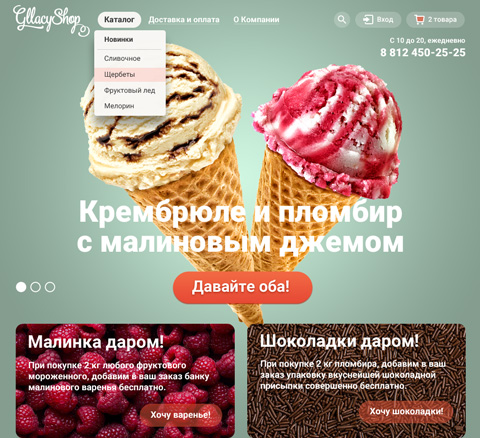 Gllacy Shop
Каталог
Доставка и оплата
О Компании
Вход
2 товара
Новинки
Сливочное
Щербеты
Фруктовый лед
Мелорин
С 10 до 20, ежедневно
8 812 450-25-25
Крембрюле и пломбир
с малиновым джемом
Давайте оба!
Малинка даром!
При покупке 2 кг любого фруктового
мороженного, добавим в ваш заказ банку
малинового варенья бесплатно.
Хочу варенье!
Шоколадки даром!
При покупке 2 кг пломбира, добавим в ваш
заказ упаковку вкуснейшей шоколадной
присыпки совершенно бесплатно.
Хочу шоколадки!